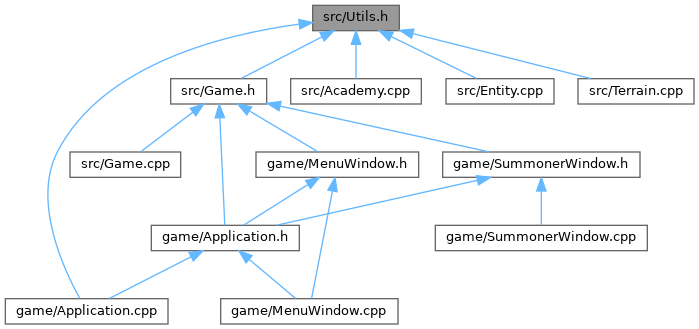 src/Utils.h
src/Game.h
src/Academy.cpp
src/Entity.cpp
src/Terrain.cpp
src/Game.cpp
game/MenuWindow.h
game/SummonerWindow.h
game/Application.h
game/SummonerWindow.cpp
game/Application.cpp
game/MenuWindow.cpp